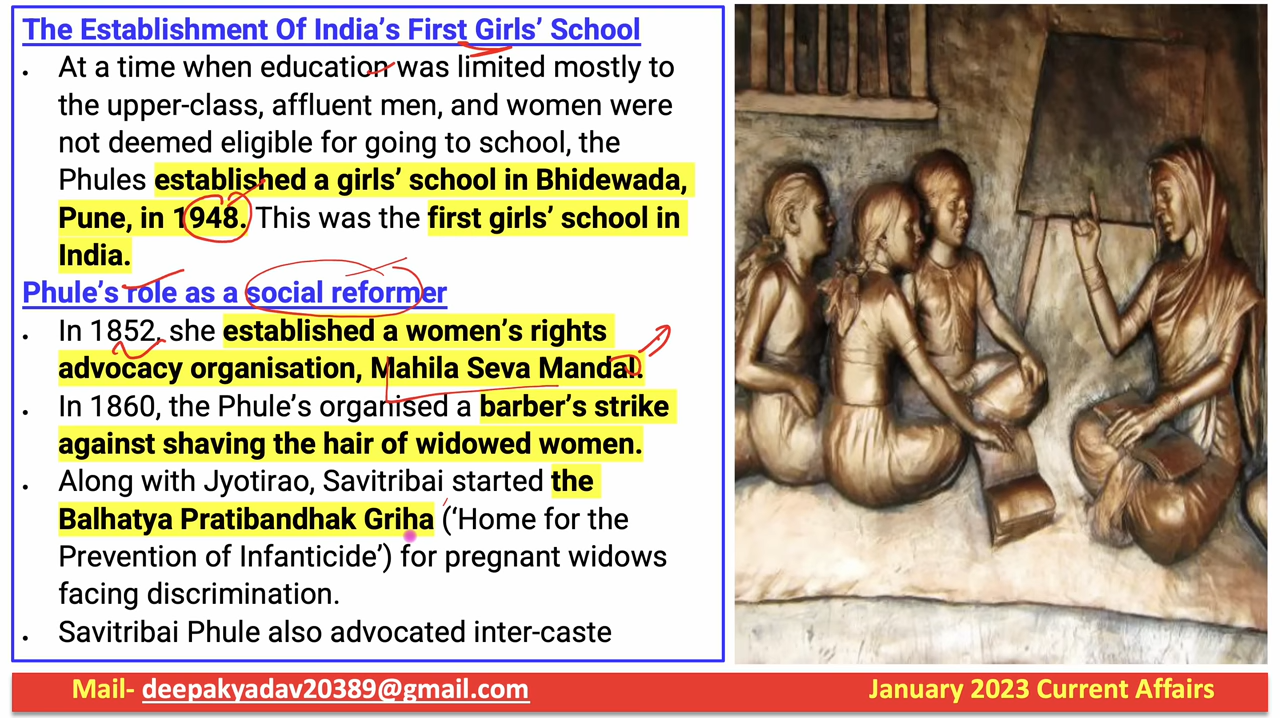 The Establishment Of India's First Girls' School
• At a time when education was limited mostly to
the upper-class, affluent men, and women were
not deemed eligible for going to school, the
Phules established a girls' school in Bhidewada,
Pune, in 1948. This was the first girls' school in
India.
Phule's role as a social reformer
• In 1852, she established a women's rights
advocacy organisation, Mahila Seva Mandal.
• In 1860, the Phule's organised a barber's strike
against shaving the hair of widowed women.
• Along with Jyotirao, Savitribai started the
Balhatya Pratibandhak Griha ('Home for the
Prevention of Infanticide') for pregnant widows
facing discrimination.
• Savitribai Phule also advocated inter-caste
Mail- deepakyadav20389@gmail.com
January 2023 Current Affairs